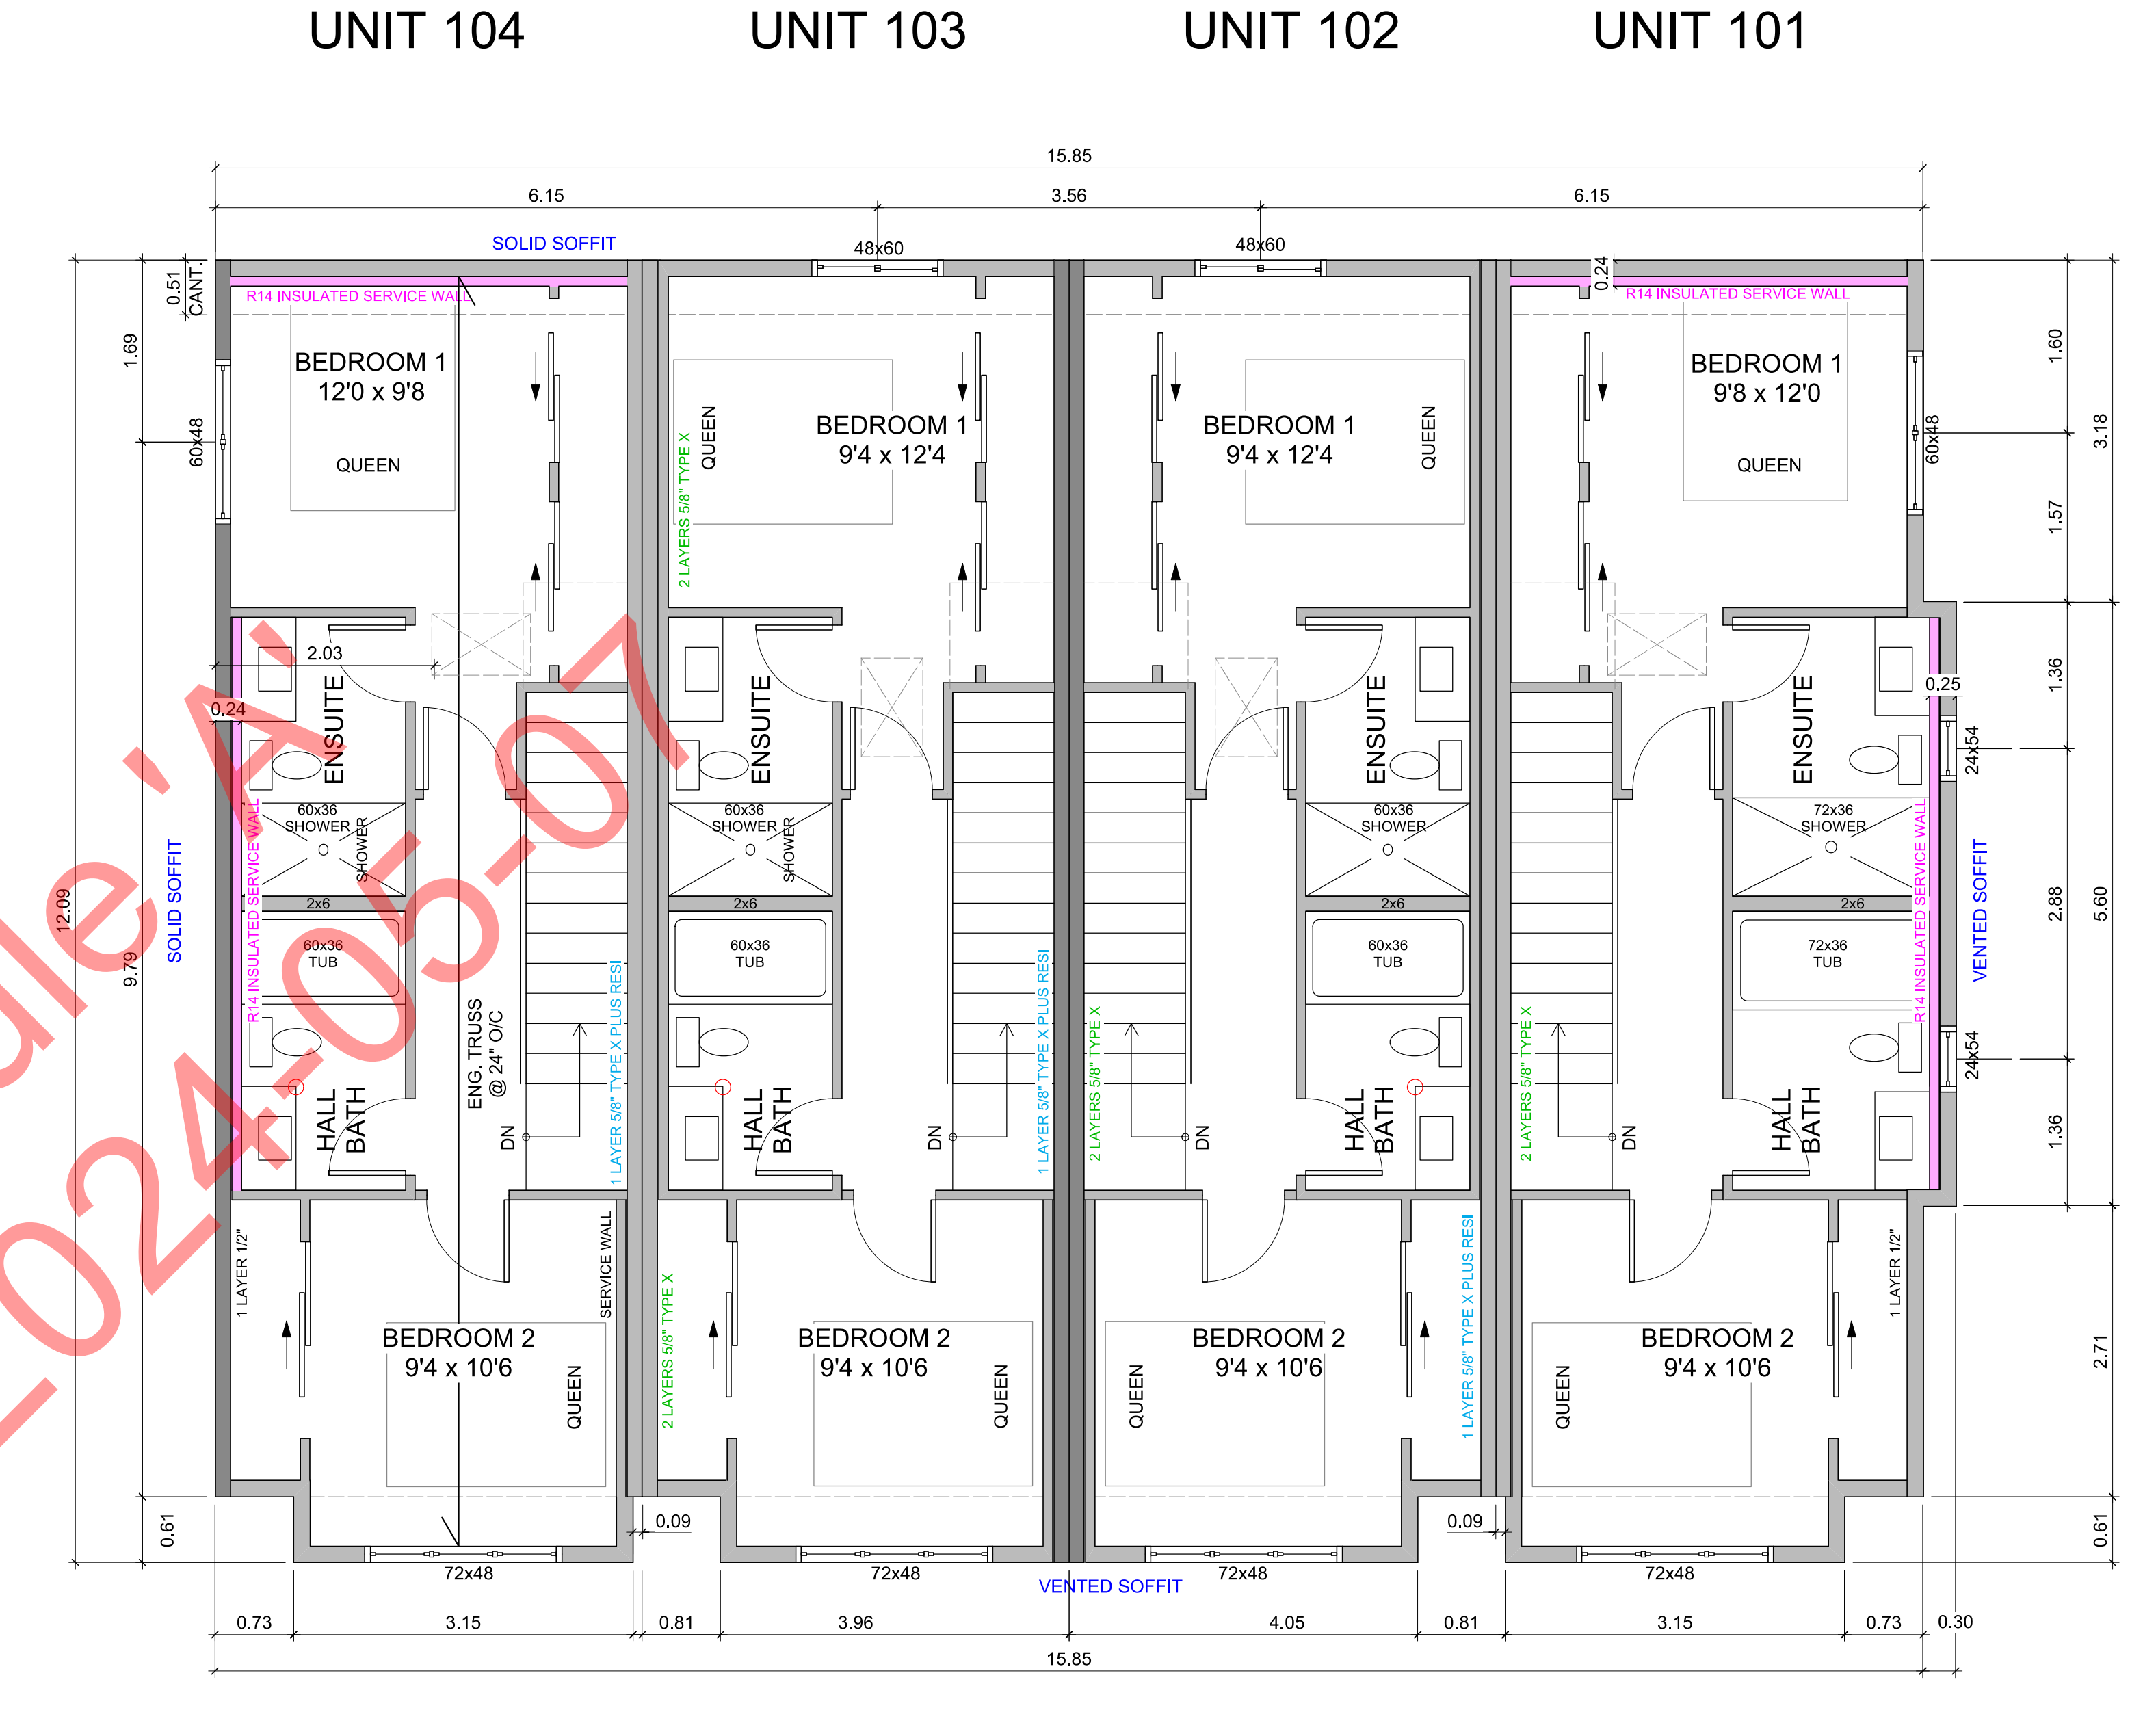 UNIT 104
UNIT 103
UNIT 102
UNIT 101
15.85
6.15
3.56
6.15
SOLID SOFFIT
48x60
48x60
0.51
CANT.
1.69
60x48
R14 INSULATED SERVICE WALL
BEDROOM 1
12'0 x 9'8
QUEEN
2 LAYERS 5/8" TYPE X
QUEEN
BEDROOM 1
9'4 x 12'4
BEDROOM 1
9'4 x 12'4
QUEEN
0.24
R14 INSULATED SERVICE WALL
BEDROOM 1
9'8 x 12'0
QUEEN
60x48
1.60
3.18
1.57
2.03
0.24
ENSUITE
ENSUITE
ENSUITE
ENSUITE
0.25
24x54
1.36
60x36
SHOWER
SHOWER
60x36
SHOWER
SHOWER
60x36
SHOWER
72x36
SHOWER
12.09
9.79
SOLID SOFFIT
R14 INSULATED SERVICE WALL
2x6
2x6
2x6
2x6
R14 INSULATED SERVICE WALL
VENTED SOFFIT
2.88
5.60
60x36
TUB
60x36
TUB
60x36
TUB
72x36
TUB
ENG. TRUSS
@ 24" O/C
1 LAYER 5/8" TYPE X PLUS RESI
1 LAYER 5/8" TYPE X PLUS RESI
2 LAYERS 5/8" TYPE X
2 LAYERS 5/8" TYPE X
24x54
HALL
BATH
DN
HALL
BATH
DN
DN
HALL
BATH
DN
HALL
BATH
1.36
1 LAYER 1/2"
SERVICE WALL
2 LAYERS 5/8" TYPE X
1 LAYER 5/8" TYPE X PLUS RESI
1 LAYER 1/2"
BEDROOM 2
9'4 x 10'6
QUEEN
BEDROOM 2
9'4 x 10'6
QUEEN
QUEEN
BEDROOM 2
9'4 x 10'6
QUEEN
BEDROOM 2
9'4 x 10'6
2.71
0.61
0.09
0.09
0.61
72x48
72x48
72x48
72x48
VENTED SOFFIT
0.73
3.15
0.81
3.96
4.05
0.81
3.15
0.73
0.30
15.85
ule 'A'
024-05-07